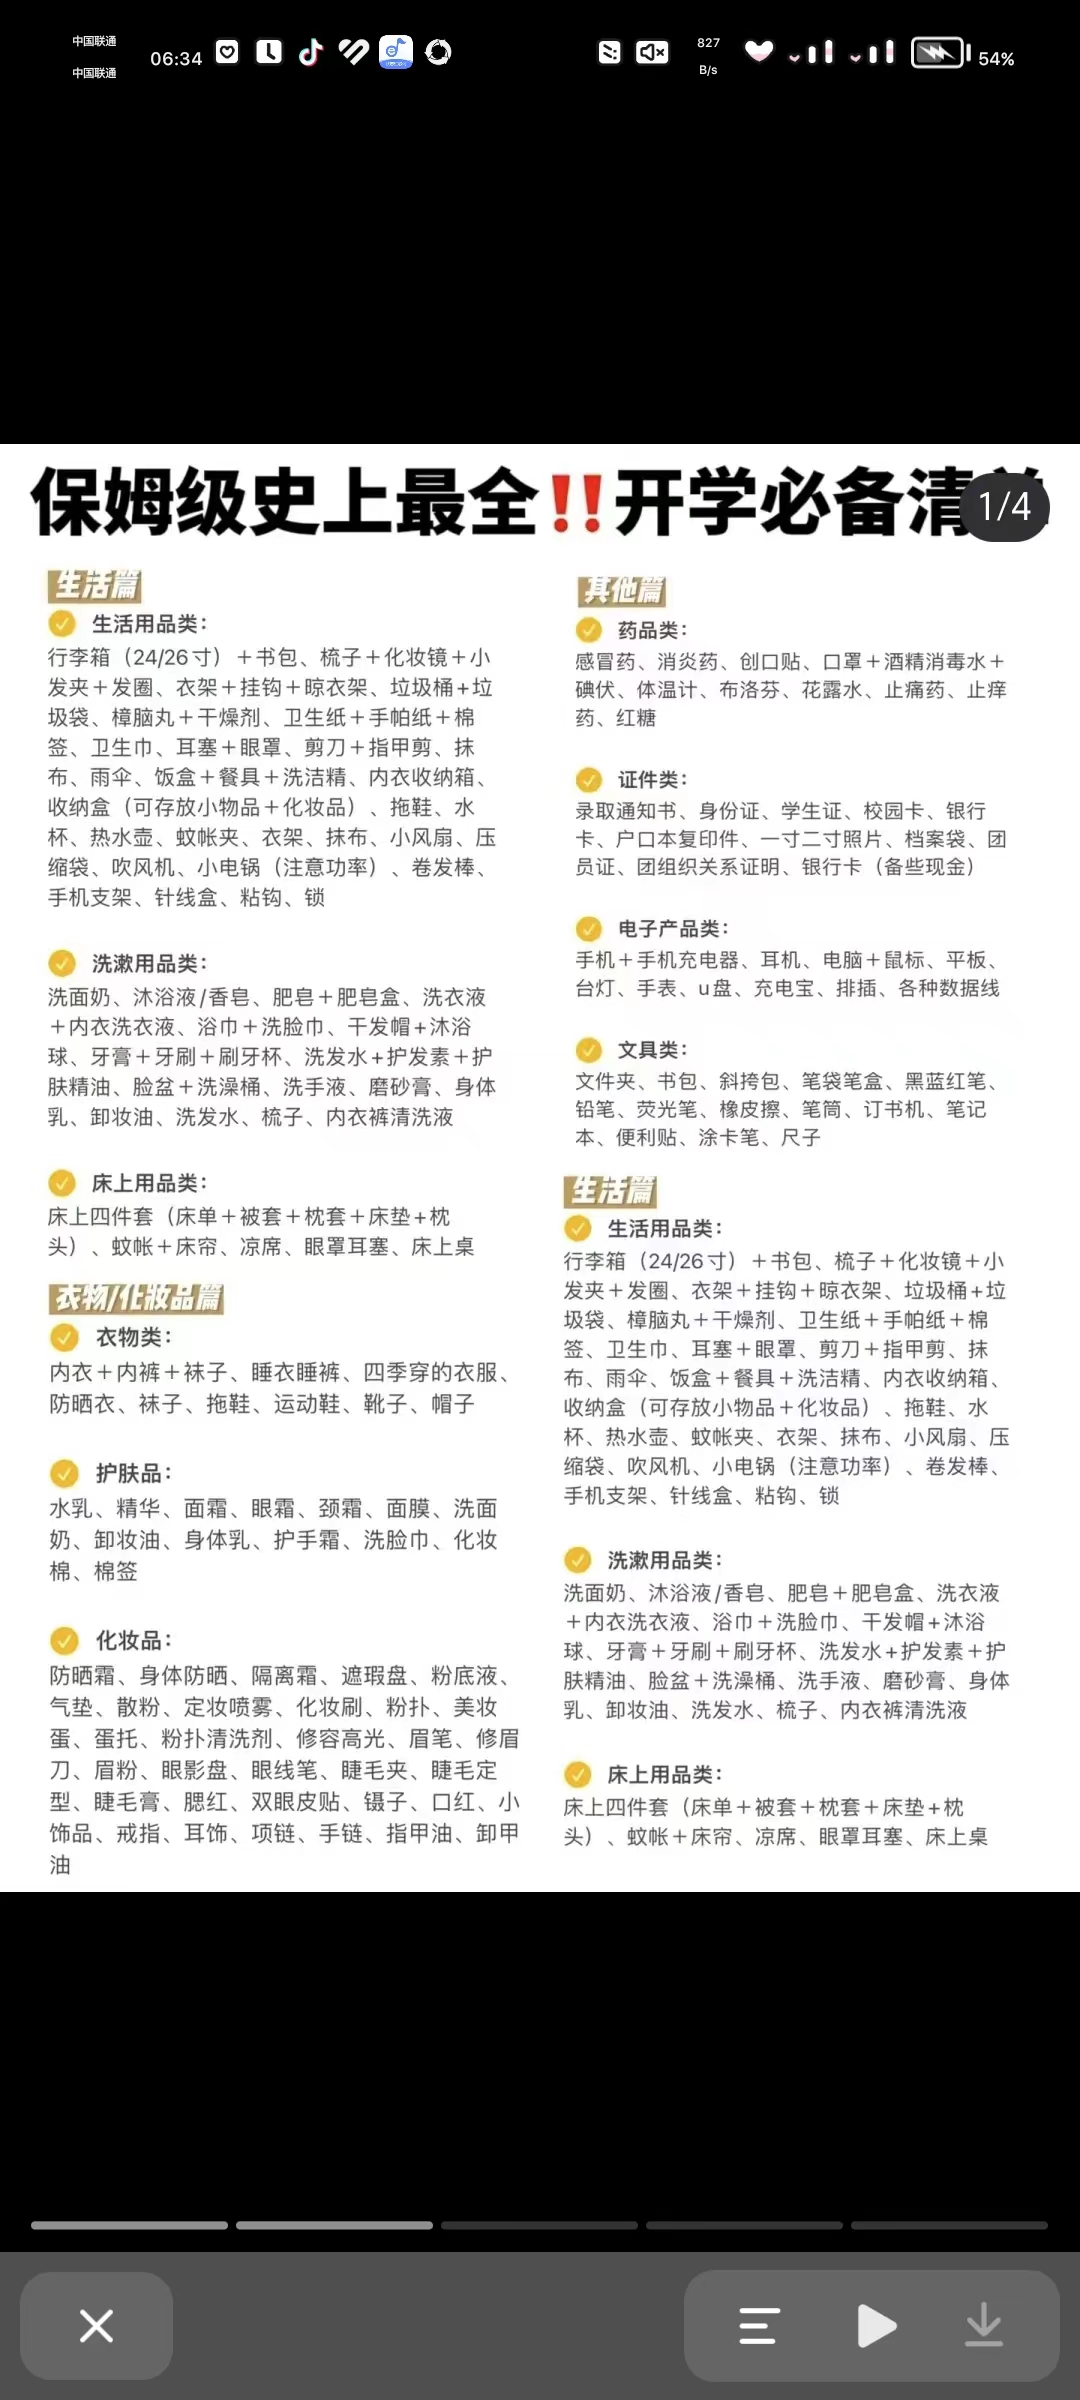 中国联通
中国联通
06:34
827
B/s
54%
保姆级史上最全‼️开学必备清
1/4
生活篇
生活用品类：
行李箱（24/26寸）＋书包、梳子＋化妆镜＋小
发夹＋发圈、衣架＋挂钩＋晾衣架、垃圾桶+垃
圾袋、樟脑丸＋干燥剂、卫生纸＋手帕纸＋棉
签、卫生巾、耳塞＋眼罩、剪刀＋指甲剪、抹
布、雨伞、饭盒＋餐具＋洗洁精、内衣收纳箱、
收纳盒（可存放小物品＋化妆品）、拖鞋、水
杯、热水壶、蚊帐夹、衣架、抹布、小风扇、压
缩袋、吹风机、小电锅（注意功率）、卷发棒、
手机支架、针线盒、粘钩、锁
洗漱用品类：
洗面奶、沐浴液/香皂、肥皂＋肥皂盒、洗衣液
＋内衣洗衣液、浴巾＋洗脸巾、干发帽+沐浴
球、牙膏＋牙刷＋刷牙杯、洗发水+护发素＋护
肤精油、脸盆＋洗澡桶、洗手液、磨砂膏、身体
乳、卸妆油、洗发水、梳子、内衣裤清洗液
床上用品类：
床上四件套（床单＋被套＋枕套＋床垫+枕
头）、蚊帐＋床帘、凉席、眼罩耳塞、床上桌
衣物/化妝品篇
衣物类：
内衣＋内裤＋袜子、睡衣睡裤、四季穿的衣服、
防晒衣、袜子、拖鞋、运动鞋、靴子、帽子
护肤品：
水乳、精华、面霜、眼霜、颈霜、面膜、洗面
奶、卸妆油、身体乳、护手霜、洗脸巾、化妆
棉、棉签
化妆品：
防晒霜、身体防晒、隔离霜、遮瑕盘、粉底液、
气垫、散粉、定妆喷雾、化妆刷、粉扑、美妆
蛋、蛋托、粉扑清洗剂、修容高光、眉笔、修眉
刀、眉粉、眼影盘、眼线笔、睫毛夹、睫毛定
型、睫毛膏、腮红、双眼皮贴、镊子、口红、小
饰品、戒指、耳饰、项链、手链、指甲油、卸甲
油
其他篇
药品类：
感冒药、消炎药、创口贴、口罩＋酒精消毒水＋
碘伏、体温计、布洛芬、花露水、止痛药、止痒
药、红糖
证件类：
录取通知书、身份证、学生证、校园卡、银行
卡、户口本复印件、一寸二寸照片、档案袋、团
员证、团组织关系证明、银行卡（备些现金）
电子产品类：
手机＋手机充电器、耳机、电脑＋鼠标、平板、
台灯、手表、u盘、充电宝、排插、各种数据线
文具类：
文件夹、书包、斜挎包、笔袋笔盒、黑蓝红笔、
铅笔、荧光笔、橡皮擦、笔筒、订书机、笔记
本、便利贴、涂卡笔、尺子
生活篇
生活用品类：
行李箱（24/26寸）＋书包、梳子＋化妆镜＋小
发夹＋发圈、衣架＋挂钩＋晾衣架、垃圾桶+垃
圾袋、樟脑丸＋干燥剂、卫生纸＋手帕纸＋棉
签、卫生巾、耳塞＋眼罩、剪刀＋指甲剪、抹
布、雨伞、饭盒＋餐具＋洗洁精、内衣收纳箱、
收纳盒（可存放小物品＋化妆品）、拖鞋、水
杯、热水壶、蚊帐夹、衣架、抹布、小风扇、压
缩袋、吹风机、小电锅（注意功率）、卷发棒、
手机支架、针线盒、粘钩、锁
洗漱用品类：
洗面奶、沐浴液/香皂、肥皂＋肥皂盒、洗衣液
＋内衣洗衣液、浴巾＋洗脸巾、干发帽+沐浴
球、牙膏＋牙刷＋刷牙杯、洗发水+护发素＋护
肤精油、脸盆＋洗澡桶、洗手液、磨砂膏、身体
乳、卸妆油、洗发水、梳子、内衣裤清洗液
床上用品类：
床上四件套（床单＋被套＋枕套＋床垫+枕
头）、蚊帐＋床帘、凉席、眼罩耳塞、床上桌